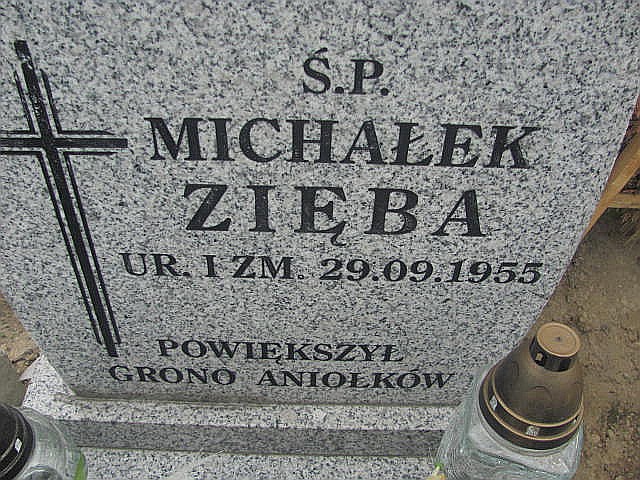 Ś.P.
MICHAŁEK
ZIĘBA
UR. I ZM. 29.09.1955
POWIĘKSZYŁ
GRONO ANIOŁKÓW